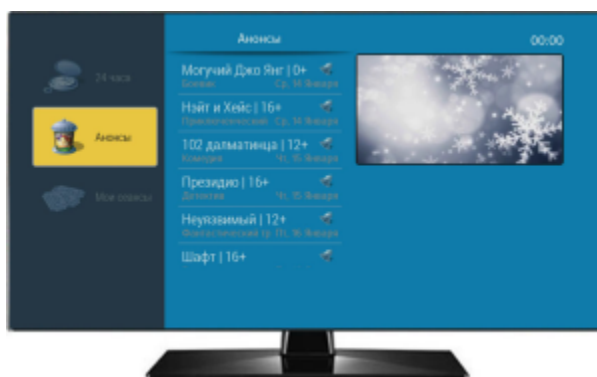 Анонсы
00:00
24 часа
Анонсы
Мои сеансы
Могучий Джо Янг | 0+
Боевик Ср, 14 Января
Нэйт и Хейс | 16+
Приключенческий Ср, 14 Января
102 далматинца | 12+
Комедия Чт, 15 Января
Президио | 16+
Детектив Чт, 15 Января
Неуязвимый | 12+
Фантастический тр Пт, 16 Января
Шафт | 16+